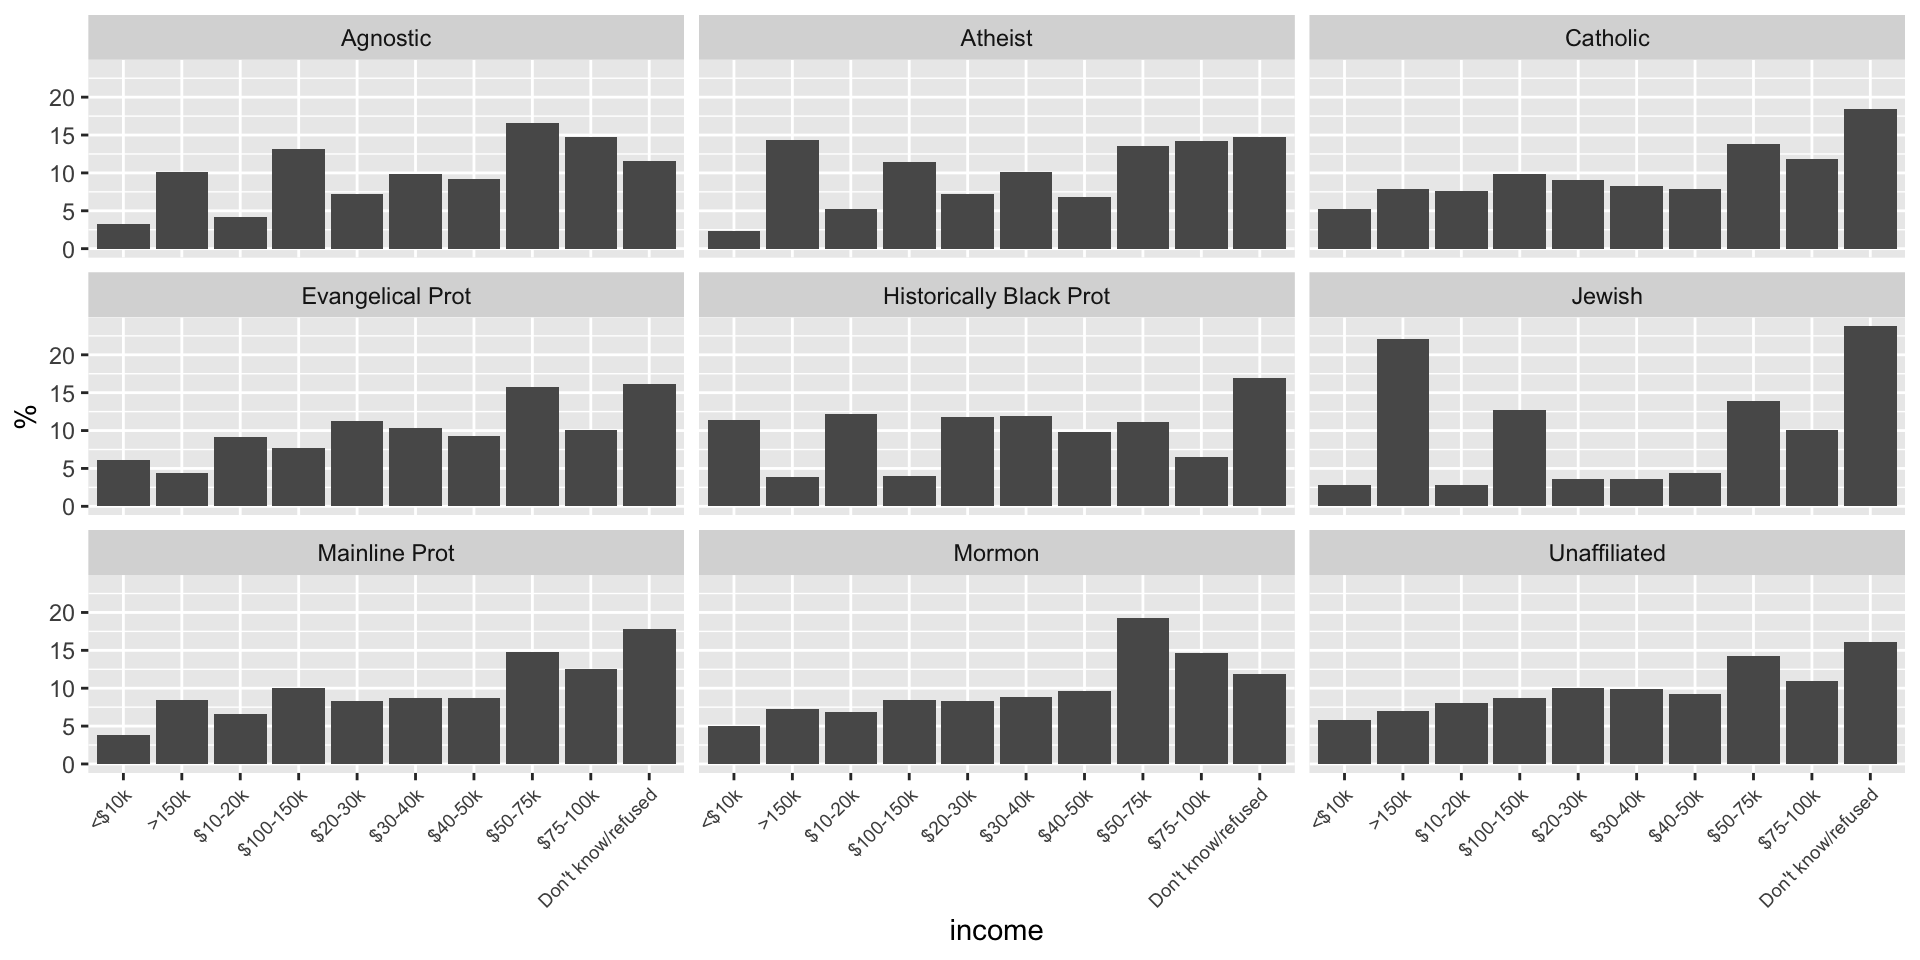 Agnostic
Atheist
Catholic
20
15
10
5
0
Evangelical Prot
Historically Black Prot
Jewish
20
15
10
5
0
%
Mainline Prot
Mormon
Unaffiliated
20
15
10
5
0
<$10k
>150k
$10-20k
$100-150k
$20-30k
$30-40k
$40-50k
$50-75k
$75-100k
Don't know/refused
<$10k
>150k
$10-20k
$100-150k
$20-30k
$30-40k
$40-50k
$50-75k
$75-100k
Don't know/refused
<$10k
>150k
$10-20k
$100-150k
$20-30k
$30-40k
$40-50k
$50-75k
$75-100k
Don't know/refused
income